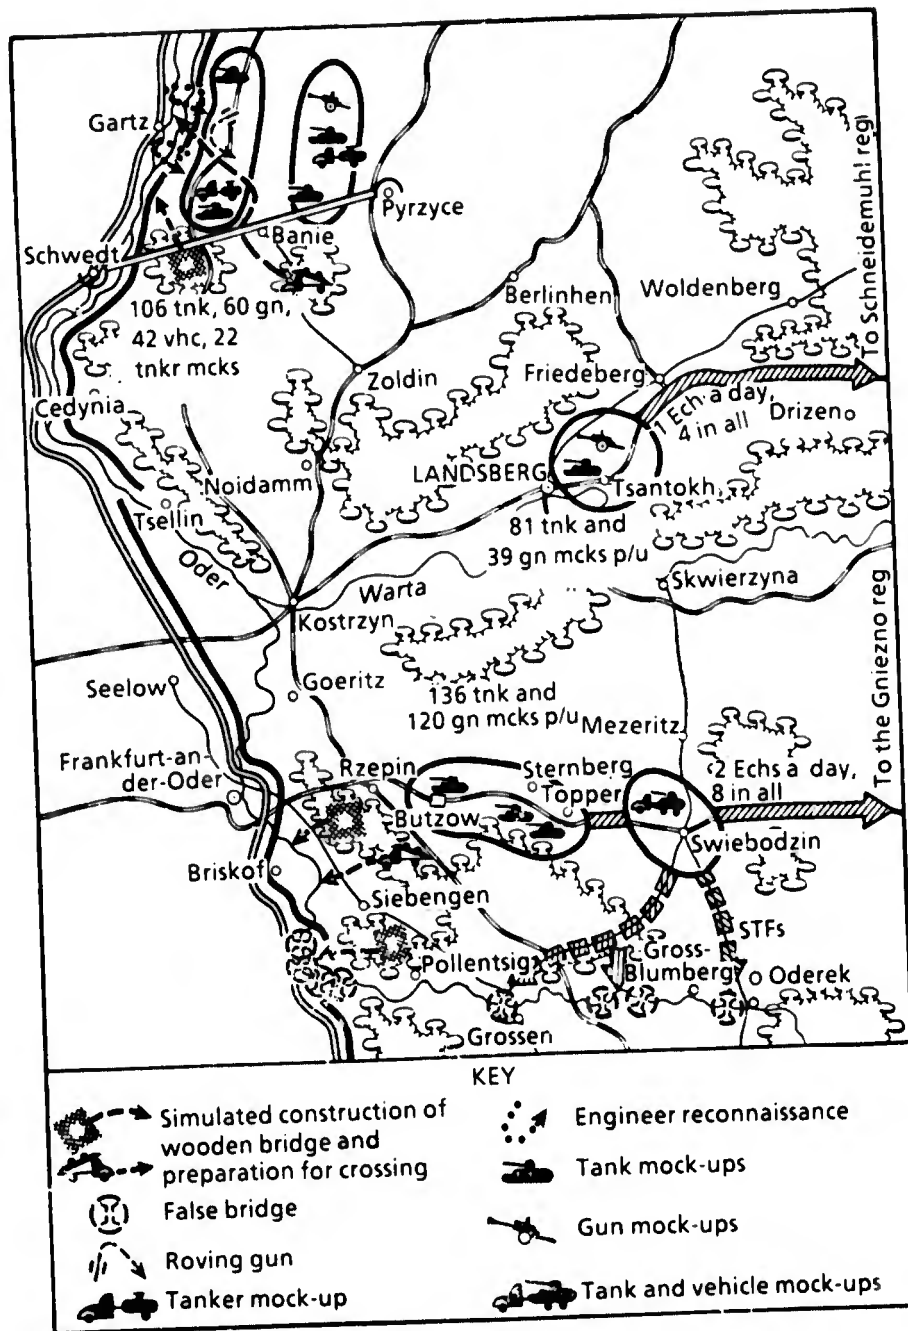 Gartz
Pyrzyce
Banie
Schwedt
106 tnk, 60 gn,
42 vhc, 22
tnkr mcks
To Schneidemuhl reg
Berlinhen
Woldenberg
Zoldin
Friedeberg
Cedynia
1 Ech a day,
4 in all
Drizen
Noidamm
LANDSBERG
Tsantokh
Tsellin
81 tnk and
39 gn mcks p/u
Oder
Skwierzyna
Warta
Kostrzyn
Seelow
Goeritz
136 tnk and
120 gn mcks p/u
Mezeritz
To the Gniezno reg
Frankfurt-an-
der-Oder
Rzepin
Sternberg
Topper
2 Echs a day,
8 in all
Butzow
Swiebodzin
Briskof
Siebengen
STFs
Pollentsig
Gross-
Blumberg
Oderek
Grossen
KEY
Simulated construction of
wooden bridge and
preparation for crossing
False bridge
Roving gun
Tanker mock-up
Engineer reconnaissance
Tank mock-ups
Gun mock-ups
Tank and vehicle mock-ups